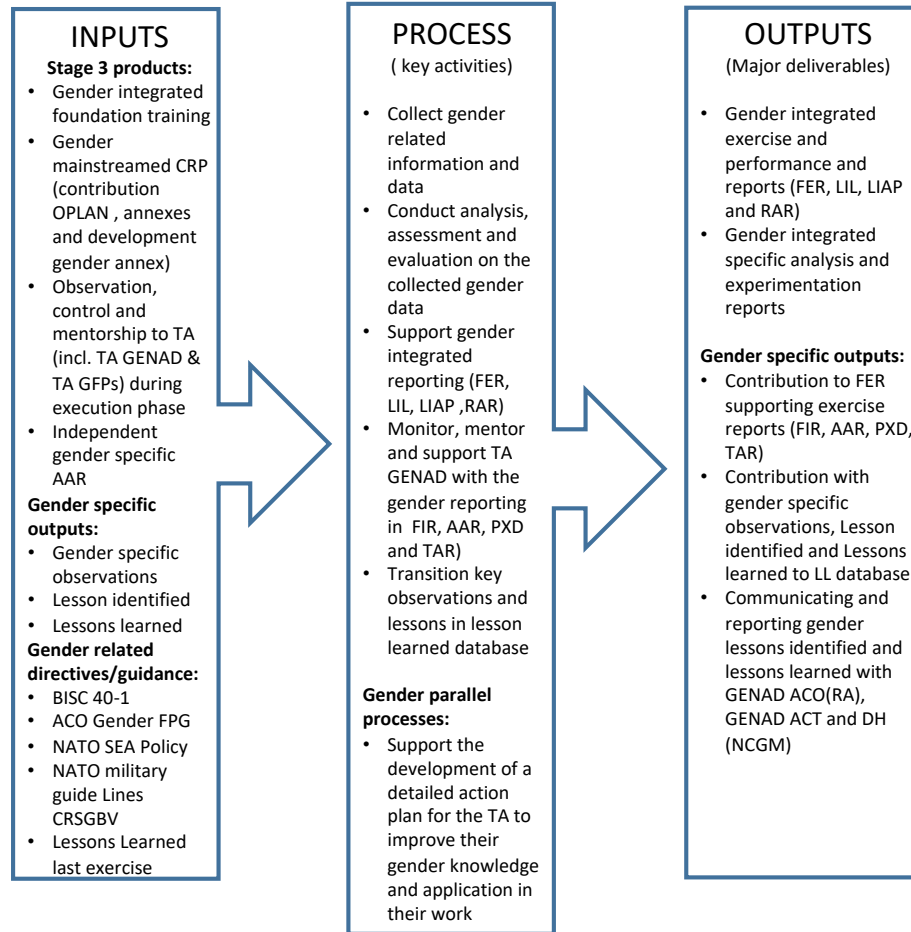 INPUTS
Stage 3 products:
• Gender integrated
foundation training
• Gender
mainstreamed CRP
(contribution
OPLAN , annexes
and development
gender annex)
• Observation,
control and
mentorship to TA
(incl. TA GENAD &
TA GFPs) during
execution phase
• Independent
gender specific
AAR
Gender specific
outputs:
• Gender specific
observations
• Lesson identified
• Lessons learned
Gender related
directives/guidance:
• BISC 40-1
• ACO Gender FPG
• NATO SEA Policy
• NATO military
guide Lines
CRSGBV
• Lessons Learned
last exercise
PROCESS
( key activities)
• Collect gender
related
information and
data
• Conduct analysis,
assessment and
evaluation on the
collected gender
data
• Support gender
integrated
reporting (FER,
LIL, LIAP ,RAR)
• Monitor, mentor
and support TA
GENAD with the
gender reporting
in FIR, AAR, PXD
and TAR)
• Transition key
observations and
lessons in lesson
learned database
Gender parallel
processes:
• Support the
development of a
detailed action
plan for the TA to
improve their
gender knowledge
and application in
their work
OUTPUTS
(Major deliverables)
• Gender integrated
exercise and
performance and
reports (FER, LIL, LIAP
and RAR)
• Gender integrated
specific analysis and
experimentation
reports
Gender specific outputs:
• Contribution to FER
supporting exercise
reports (FIR, AAR, PXD,
TAR)
• Contribution with
gender specific
observations, Lesson
identified and Lessons
learned to LL database
• Communicating and
reporting gender
lessons identified and
lessons learned with
GENAD ACO(RA),
GENAD ACT and DH
(NCGM)